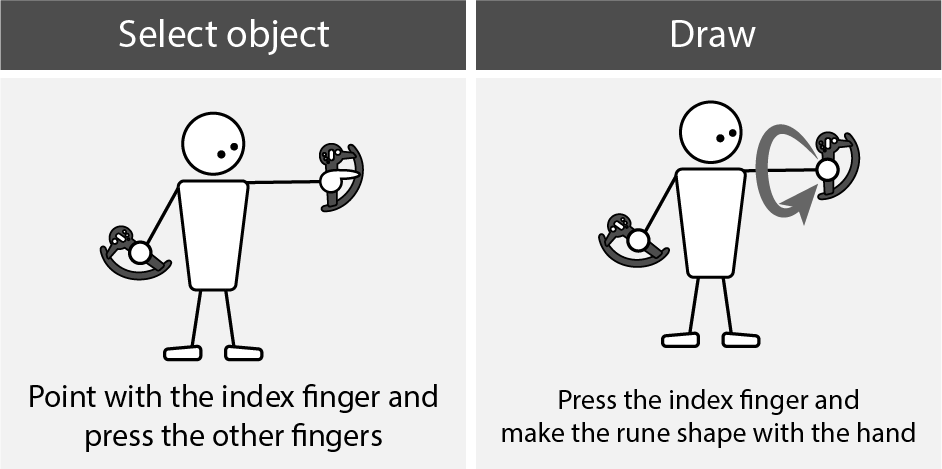 Select object
Draw
Point with the index finger and
press the other fingers
Press the index finger and
make the rune shape with the hand